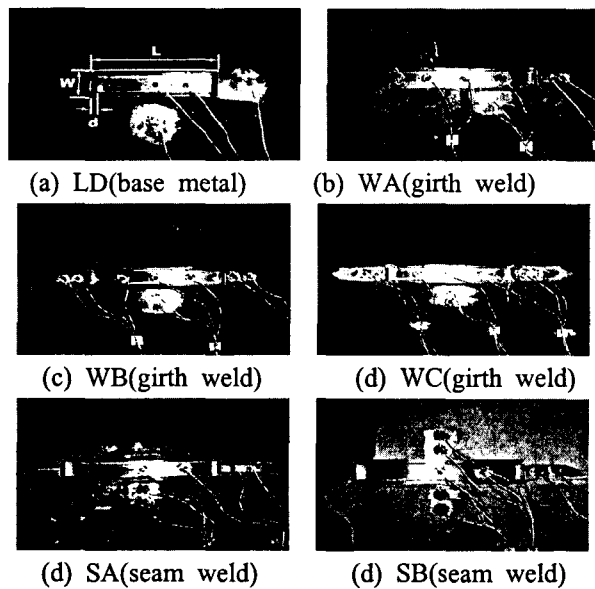 L
W
d
(a) LD(base metal)
(b) WA(girth weld)
(c) WB(girth weld)
(d) WC(girth weld)
(d) SA(seam weld)
(d) SB(seam weld)